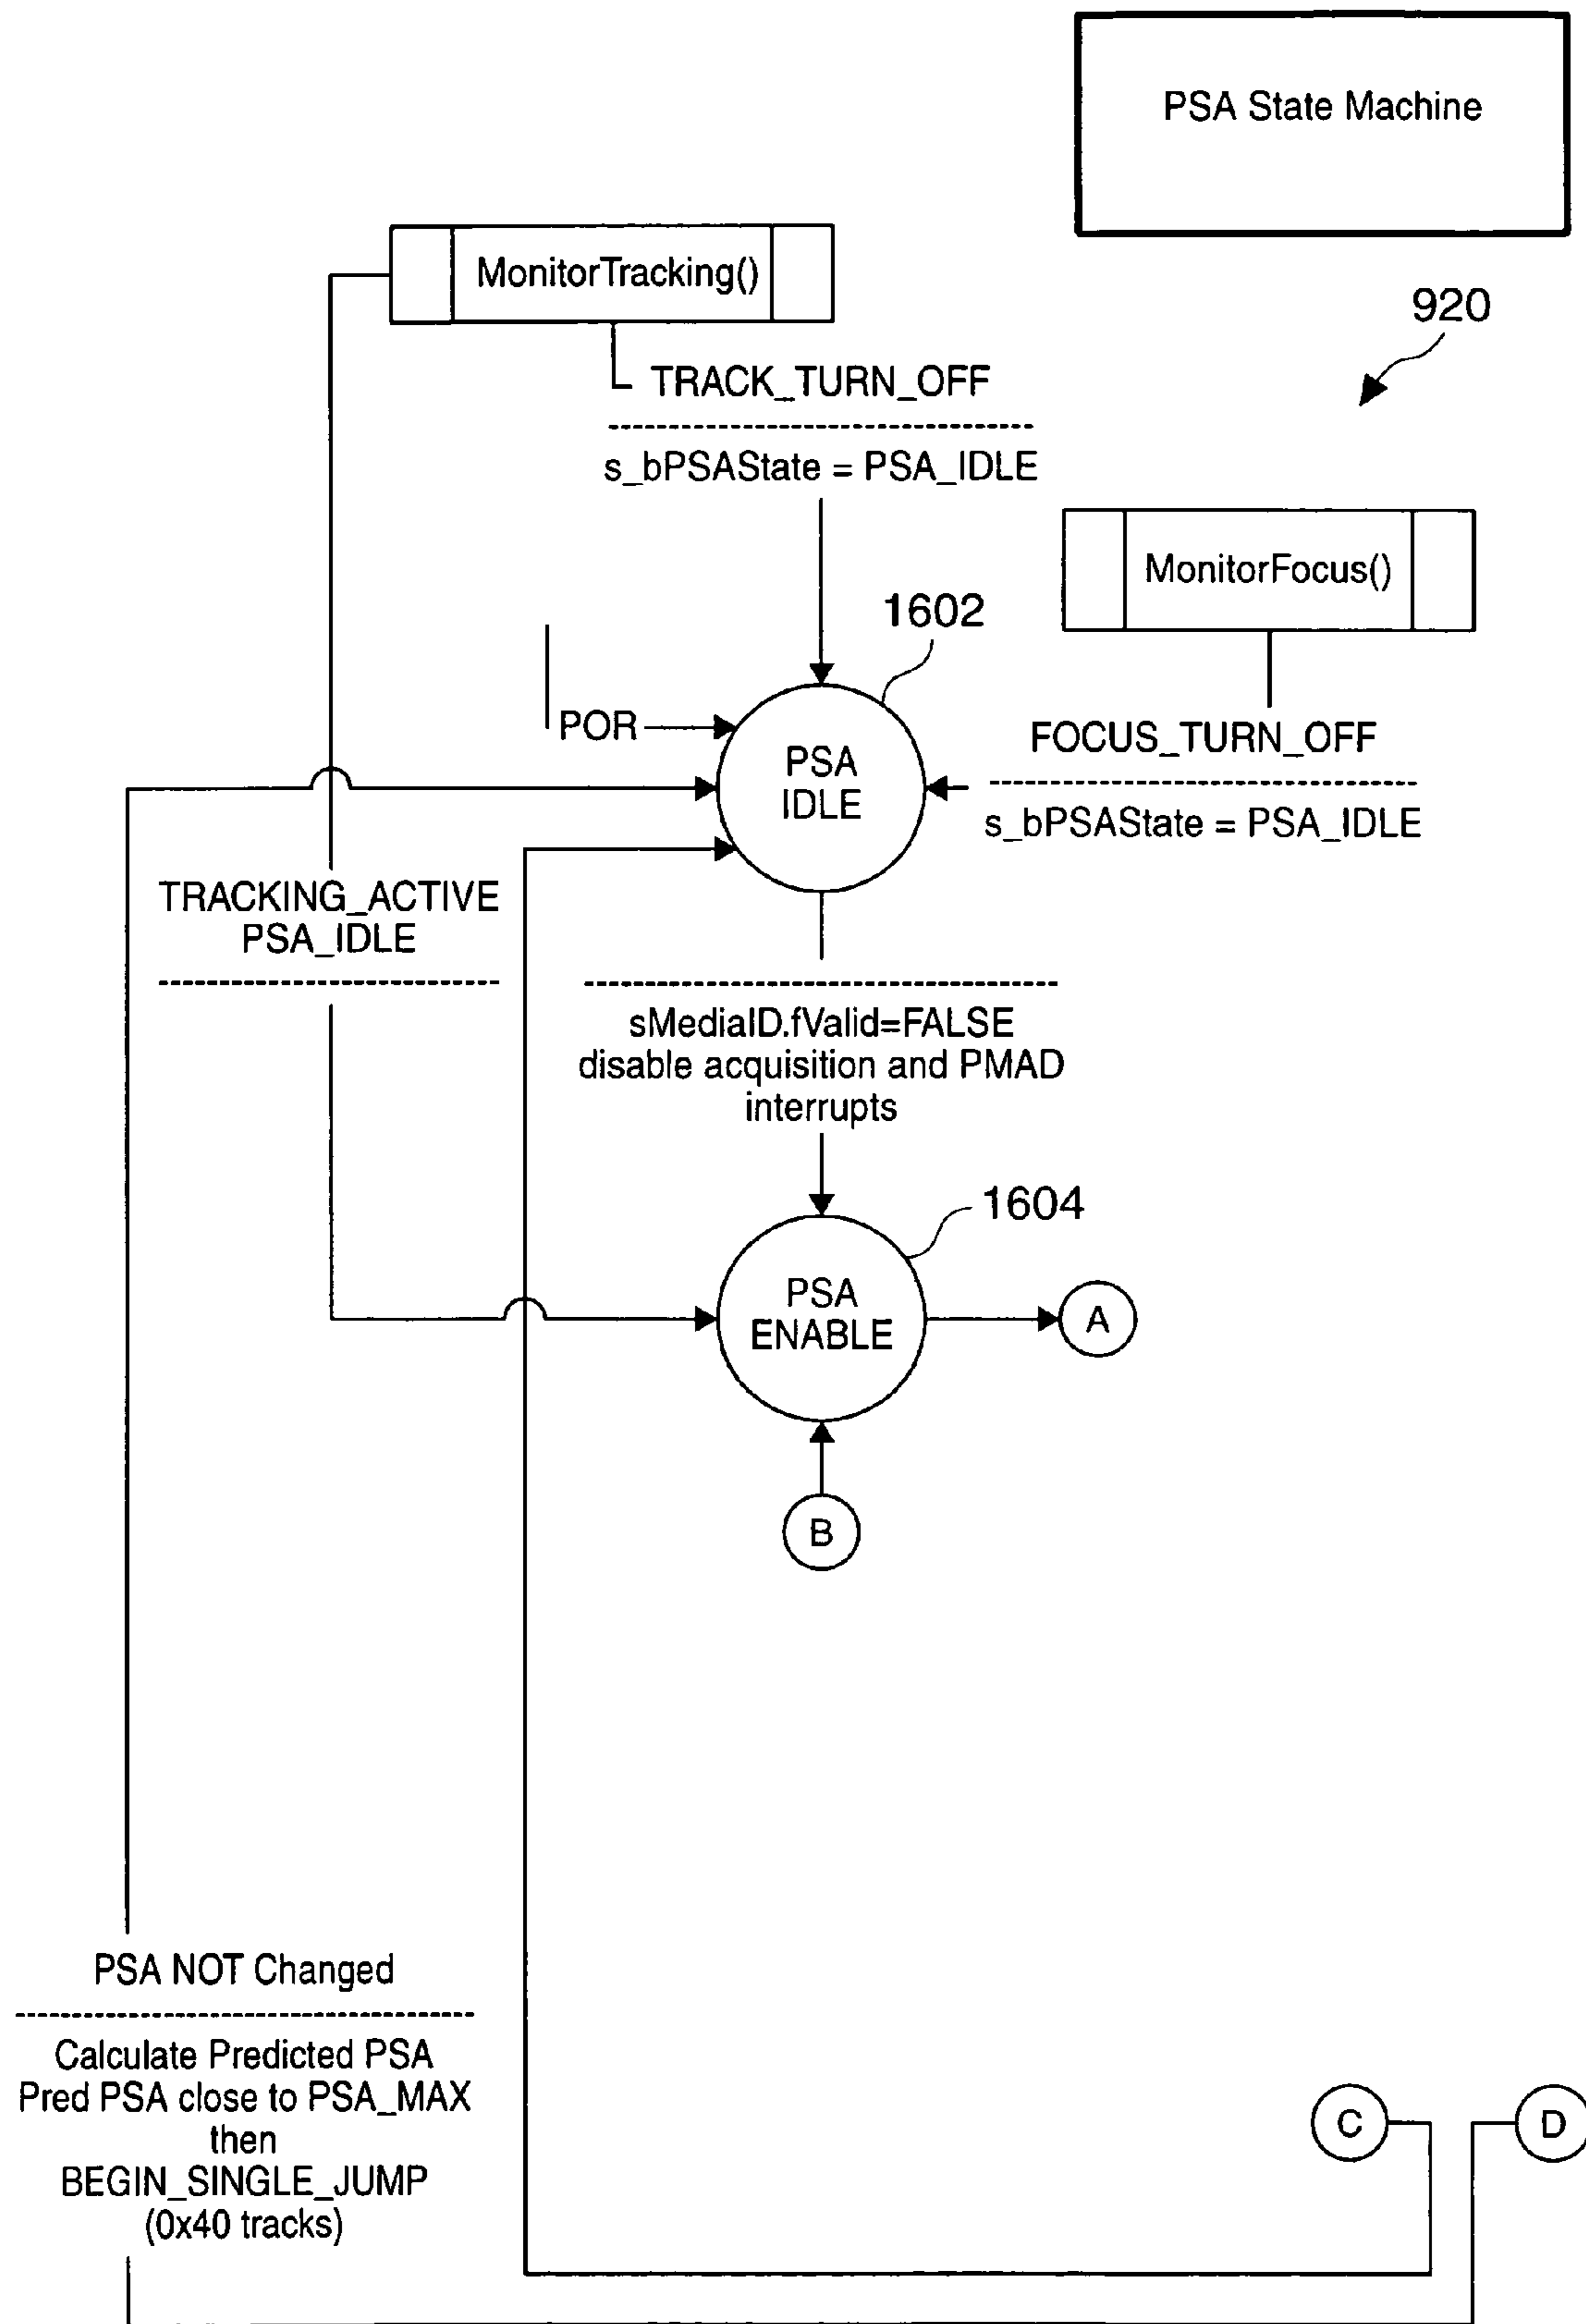 PSA State Machine
MonitorTracking()
920
TRACK_TURN_OFF
s_bPSAState = PSA_IDLE
MonitorFocus()
1602
POR
FOCUS_TURN_OFF
PSA
IDLE
s_bPSAState = PSA_IDLE
TRACKING_ACTIVE
PSA_IDLE
sMediaID.fValid=FALSE
disable acquisition and PMAD
interrupts
1604
PSA
ENABLE
A
B
PSA NOT Changed
Calculate Predicted PSA
Pred PSA close to PSA_MAX
then
BEGIN_SINGLE_JUMP
(0x40 tracks)
C
D